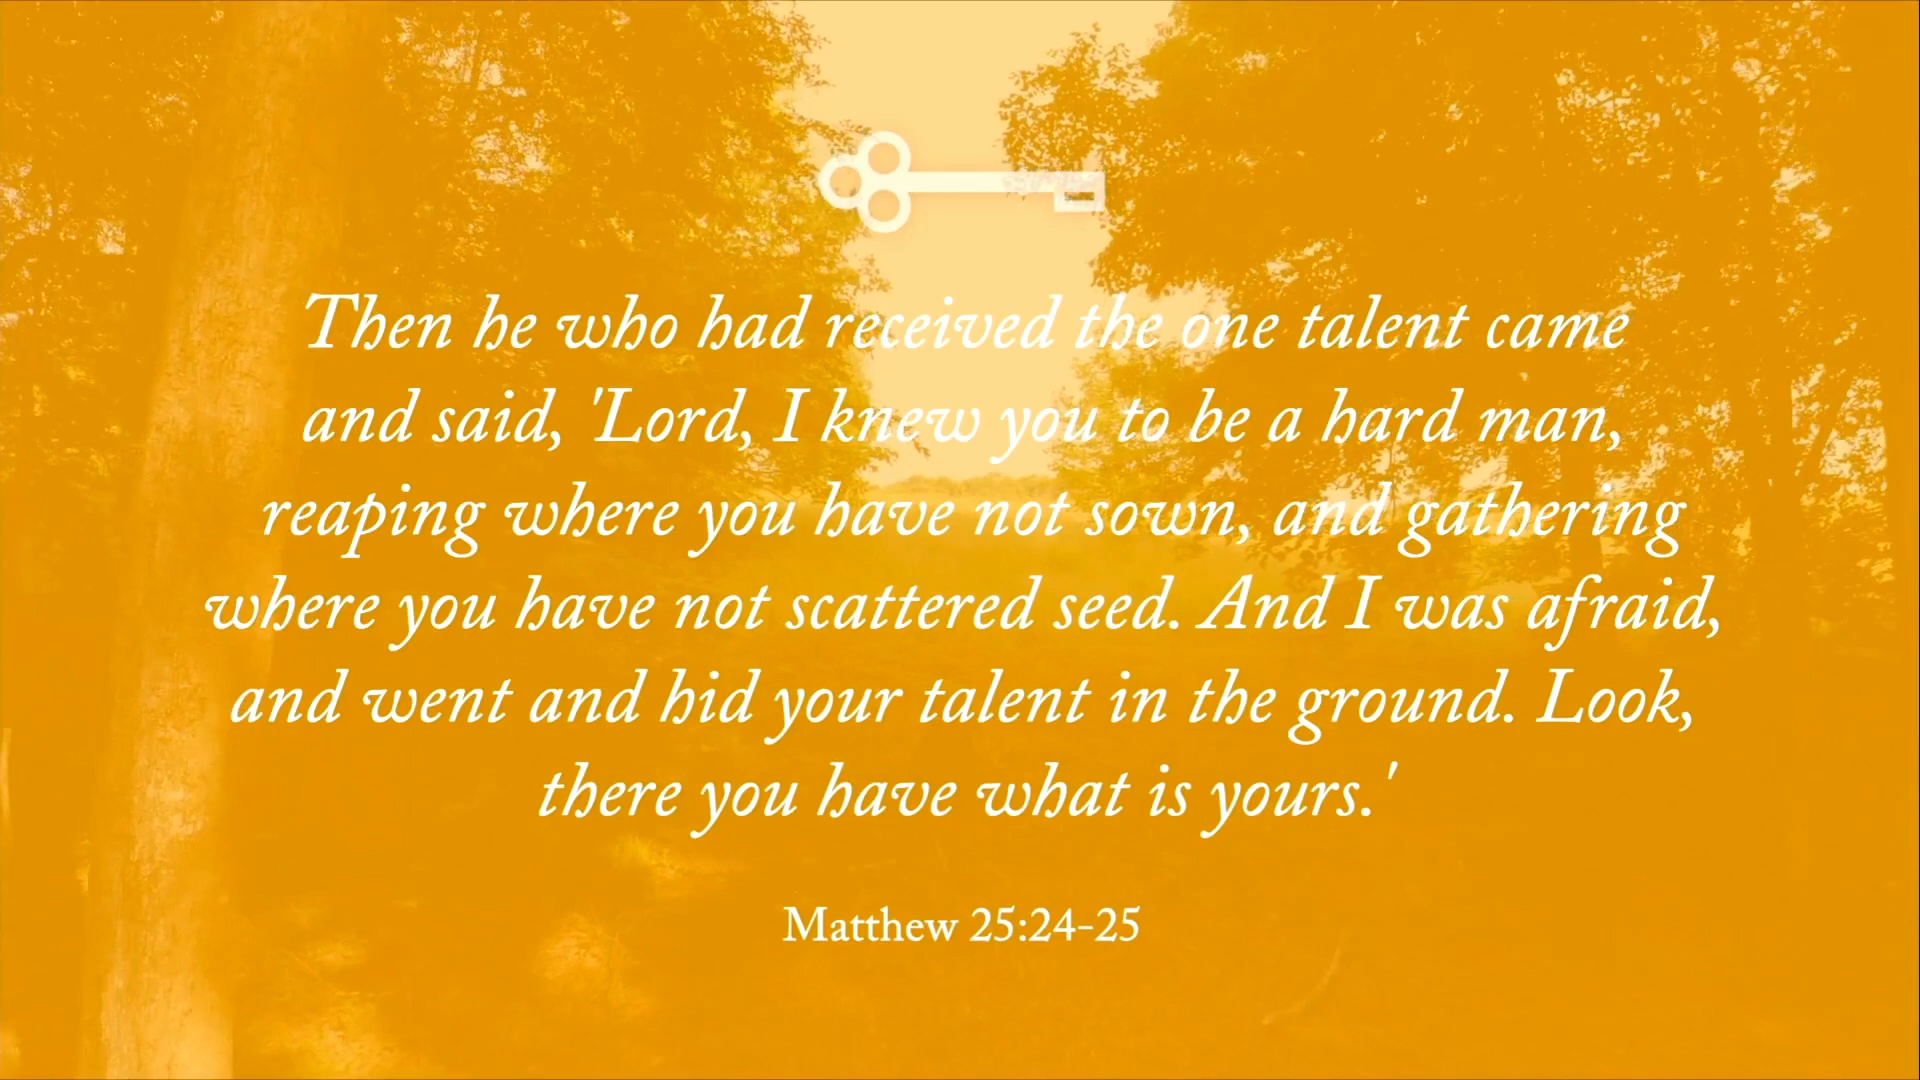 Then he who had received the one talent came
and said, 'Lord, I knew you to be a hard man,
reaping where you have not sown, and gathering
where you have not scattered seed. And I was afraid,
and went and hid your talent in the ground. Look,
there you have what is yours.'
Matthew 25:24-25